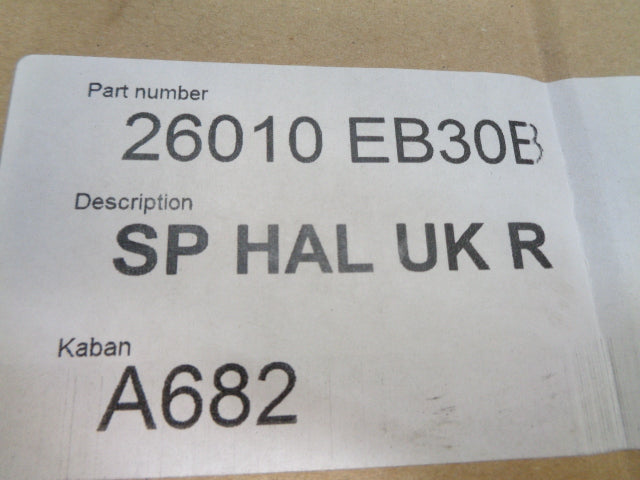 Part number
26010 EB30B
Description
SP HAL UK R
Kaban
A682